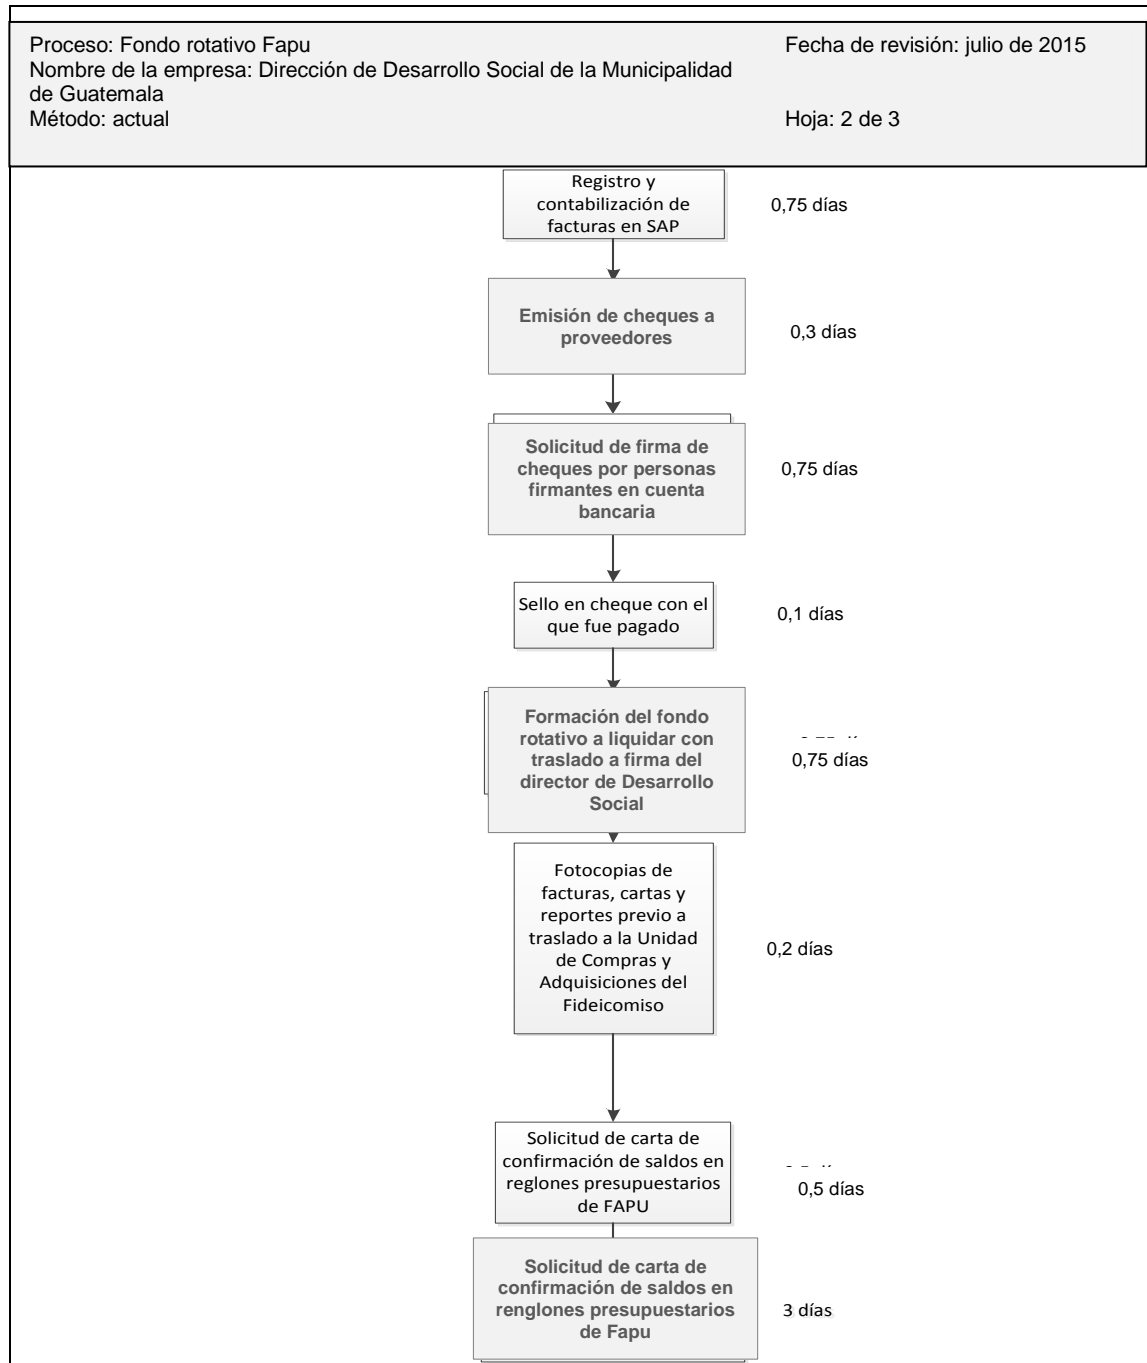 Proceso: Fondo rotativo Fapu
Fecha de revisión: julio de 2015
Nombre de la empresa: Dirección de Desarrollo Social de la Municipalidad
de Guatemala
Método: actual
Hoja: 2 de 3
Registro y
contabilización de
facturas en SAP
0,75 días
Emisión de cheques a
proveedores
0,3 días
Solicitud de firma de
cheques por personas
firmantes en cuenta
bancaria
0,75 días
Sello en cheque con el
que fue pagado
0,1 días
Formación del fondo
rotativo a liquidar con
traslado a firma del
director de Desarrollo
Social
0,75 días
Fotocopias de
facturas, cartas y
reportes previo a
traslado a la Unidad
de Compras y
Adquisiciones del
Fideicomiso
0,2 días
Solicitud de carta de
confirmación de saldos en
reglones presupuestarios
de FAPU
0,5 días
Solicitud de carta de
confirmación de saldos en
renglones presupuestarios
de Fapu
3 días